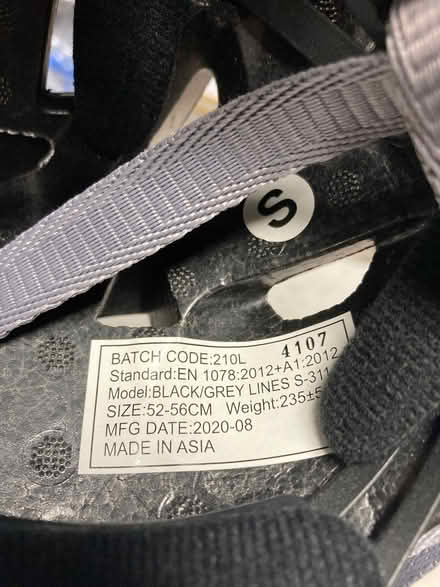 S
4107
BATCH CODE:210L
Standard:EN 1078:2012+A1:2012
Model:BLACK/GREY LINES S-311
SIZE:52-56CM Weight:235±5
MFG DATE:2020-08
MADE IN ASIA